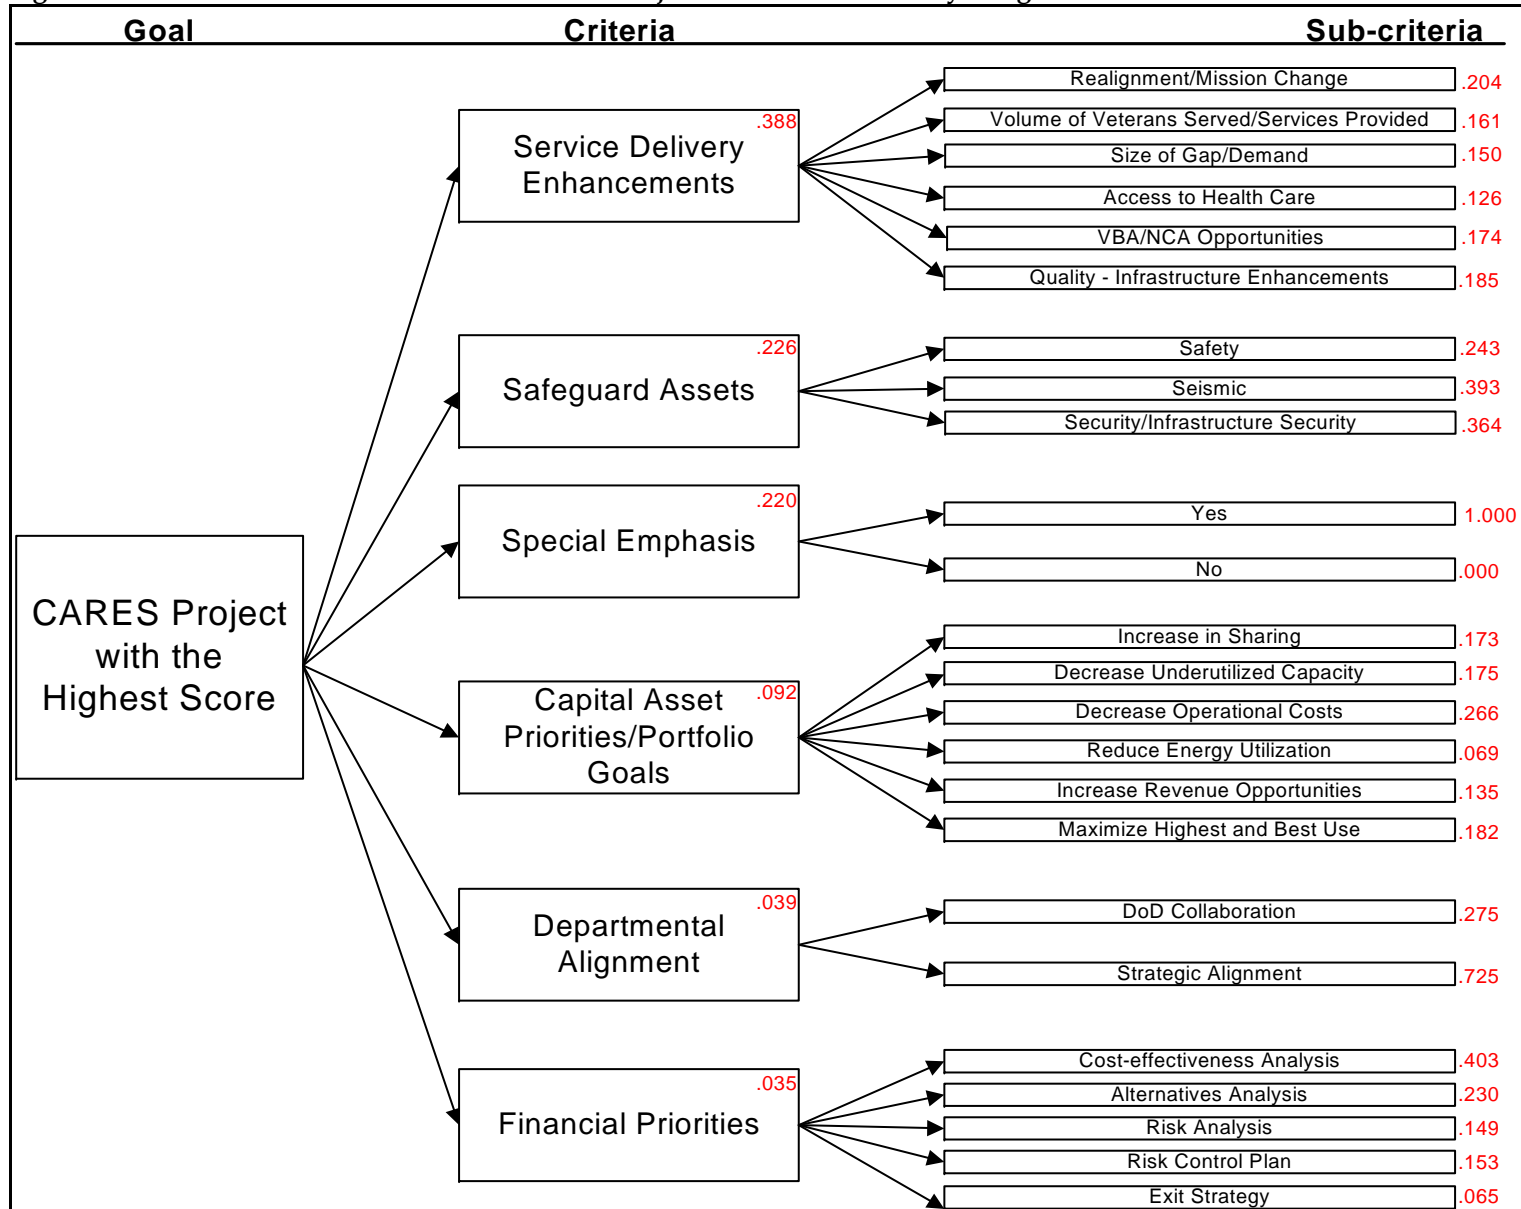 Goal Criteria Sub-criteria
CARES Project
with the
Highest Score
.388
Service Delivery
Enhancements
Realignment/Mission Change .204
Volume of Veterans Served/Services Provided .161
Size of Gap/Demand .150
Access to Health Care .126
VBA/NCA Opportunities .174
Quality - Infrastructure Enhancements .185
.226
Safeguard Assets
Safety .243
Seismic .393
Security/Infrastructure Security .364
.220
Special Emphasis
Yes 1.000
No .000
.092
Capital Asset
Priorities/Portfolio
Goals
Increase in Sharing .173
Decrease Underutilized Capacity .175
Decrease Operational Costs .266
Reduce Energy Utilization .069
Increase Revenue Opportunities .135
Maximize Highest and Best Use .182
.039
Departmental
Alignment
DoD Collaboration .275
Strategic Alignment .725
.035
Financial Priorities
Cost-effectiveness Analysis .403
Alternatives Analysis .230
Risk Analysis .149
Risk Control Plan .153
Exit Strategy .065